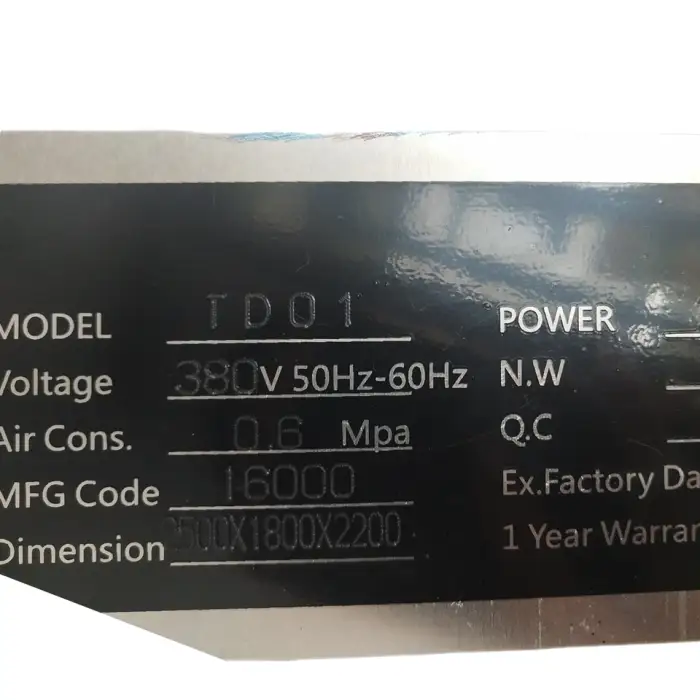 MODEL TD01 POWER
Voltage 380V 50Hz-60Hz N.W
Air Cons. 0.6 Mpa Q.C
MFG Code 16000 Ex.Factory Da
Dimension 500X1800X2200 1 Year Warran